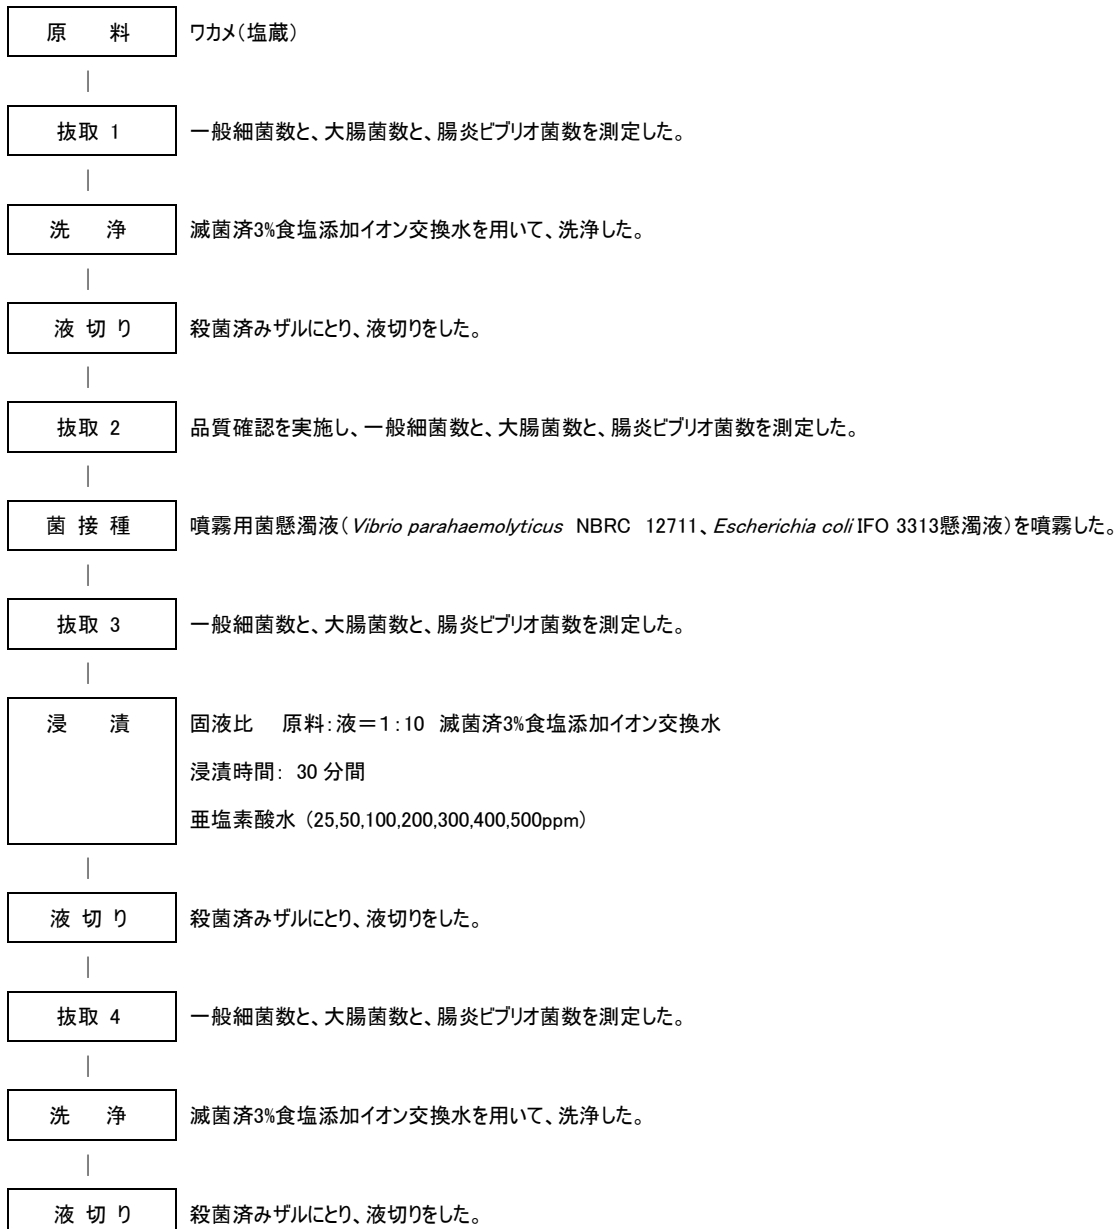 原　料　ワカメ(塩蔵)
抜取 1　一般細菌数と、大腸菌数と、腸炎ビブリオ菌数を測定した。
洗　浄　滅菌済3%食塩添加イオン交換水を用いて、洗浄した。
液 切 り　殺菌済みザルにとり、液切りをした。
抜取 2　品質確認を実施し、一般細菌数と、大腸菌数と、腸炎ビブリオ菌数を測定した。
菌 接 種　噴霧用菌懸濁液(Vibrio parahaemolyticus NBRC 12711、Escherichia coli IFO 3313懸濁液)を噴霧した。
抜取 3　一般細菌数と、大腸菌数と、腸炎ビブリオ菌数を測定した。
浸　漬　固液比　原料:液=1:10　滅菌済3%食塩添加イオン交換水
浸漬時間: 30 分間
亜塩素酸水 (25,50,100,200,300,400,500ppm)
液 切 り　殺菌済みザルにとり、液切りをした。
抜取 4　一般細菌数と、大腸菌数と、腸炎ビブリオ菌数を測定した。
洗　浄　滅菌済3%食塩添加イオン交換水を用いて、洗浄した。
液 切 り　殺菌済みザルにとり、液切りをした。